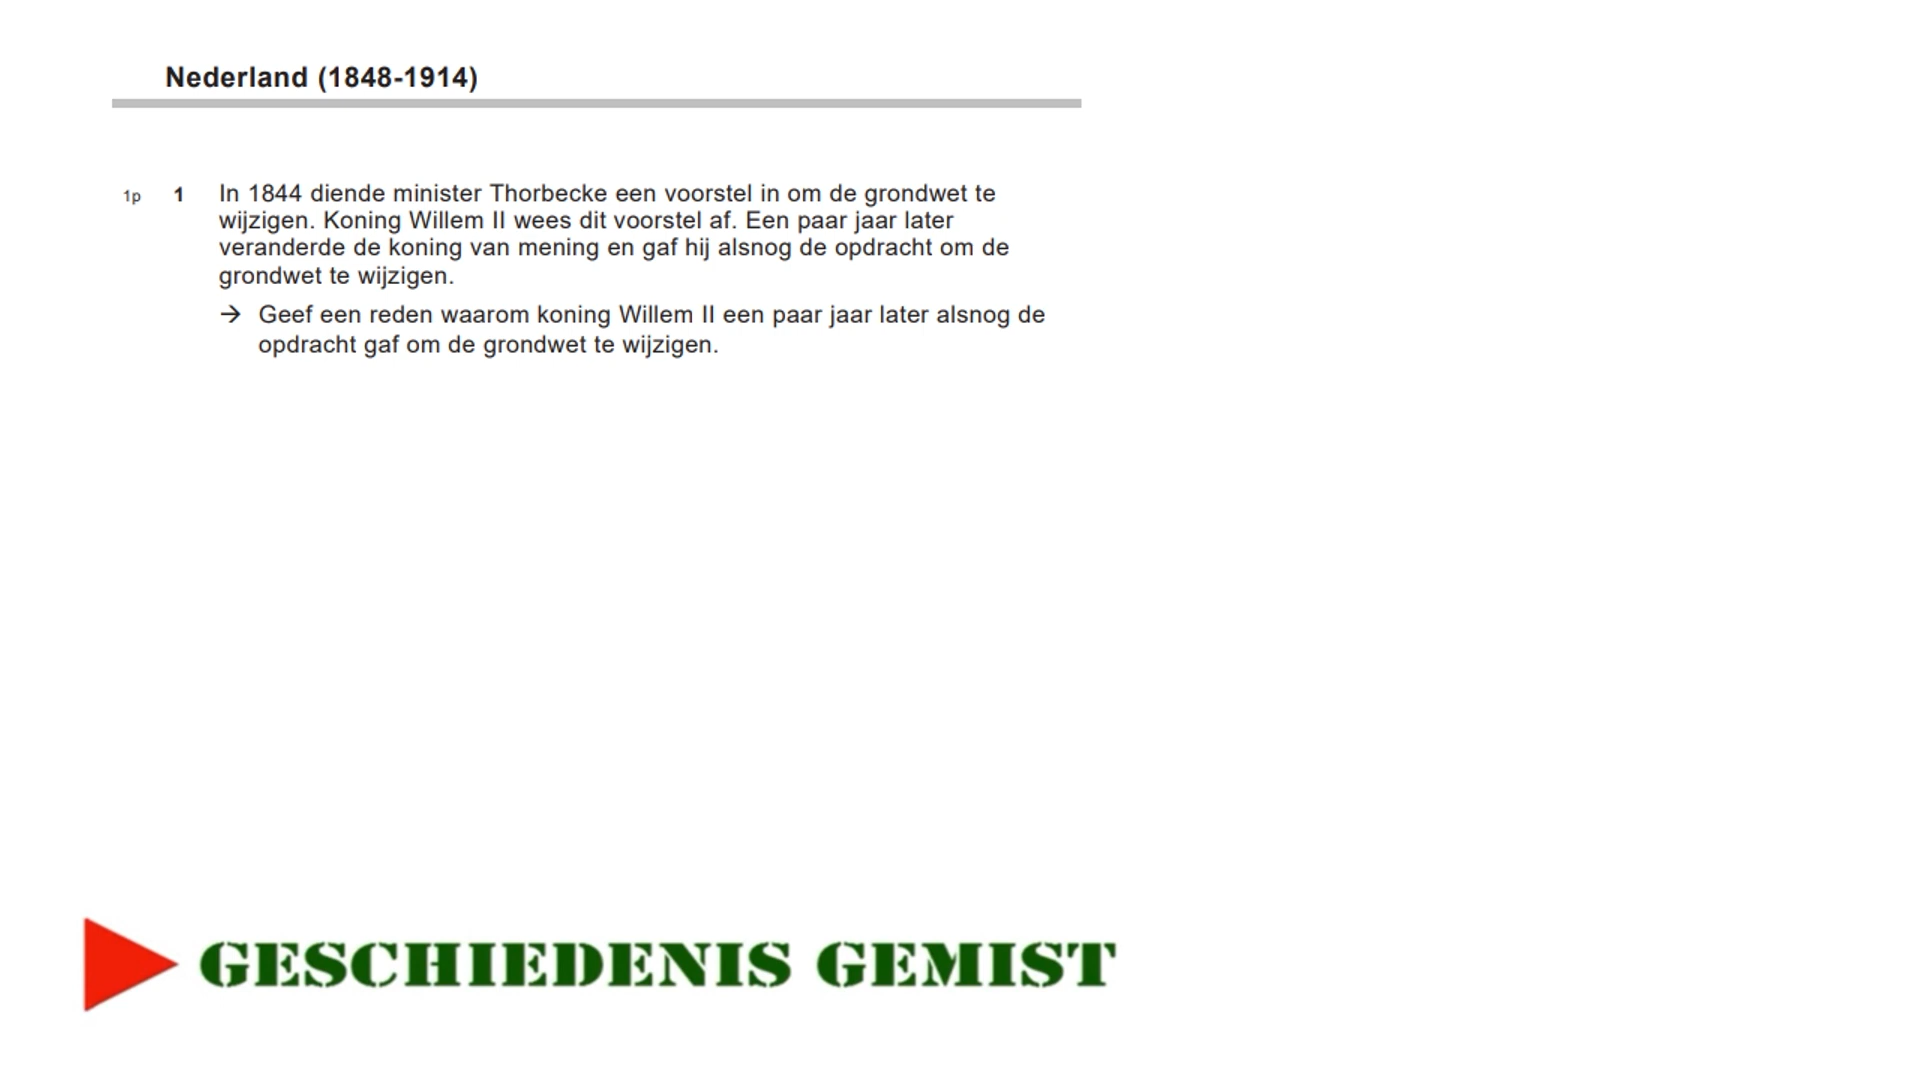 Nederland (1848-1914)
1p 1 In 1844 diende minister Thorbecke een voorstel in om de grondwet te
wijzigen. Koning Willem II wees dit voorstel af. Een paar jaar later
veranderde de koning van mening en gaf hij alsnog de opdracht om de
grondwet te wijzigen.
→ Geef een reden waarom koning Willem II een paar jaar later alsnog de
opdracht gaf om de grondwet te wijzigen.
GESCHIEDENIS GEMIST